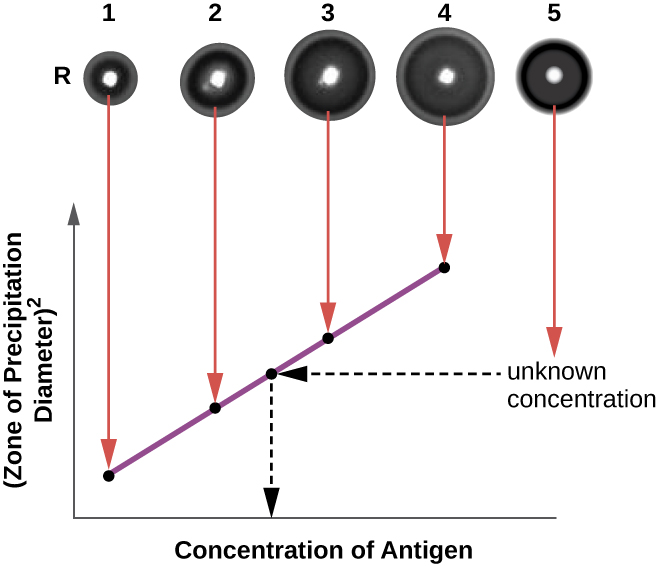 1 2 3 4 5
R
(Zone of Precipitation
Diameter)2
unknown
concentration
Concentration of Antigen